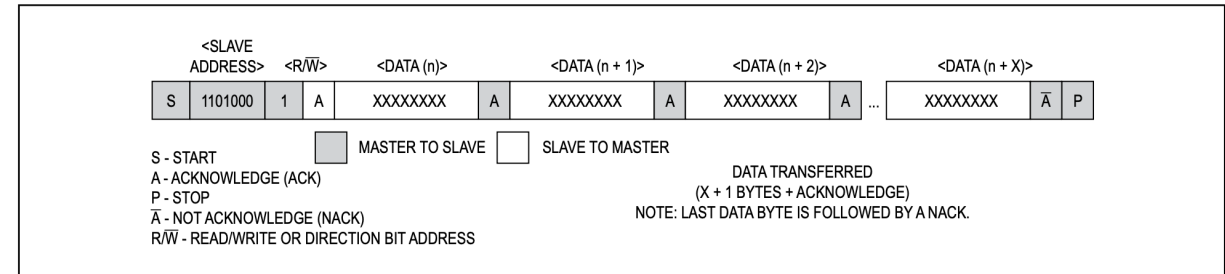 <SLAVE
ADDRESS> <R/W̅> <DATA (n)> <DATA (n + 1)> <DATA (n + 2)> <DATA (n + X)>
S 1101000 1 A XXXXXXXX A XXXXXXXX A XXXXXXXX A ... XXXXXXXX A̅ P
MASTER TO SLAVE SLAVE TO MASTER
S - START
A - ACKNOWLEDGE (ACK)
P - STOP
A̅ - NOT ACKNOWLEDGE (NACK)
R/W̅ - READ/WRITE OR DIRECTION BIT ADDRESS
DATA TRANSFERRED
(X + 1 BYTES + ACKNOWLEDGE)
NOTE: LAST DATA BYTE IS FOLLOWED BY A NACK.